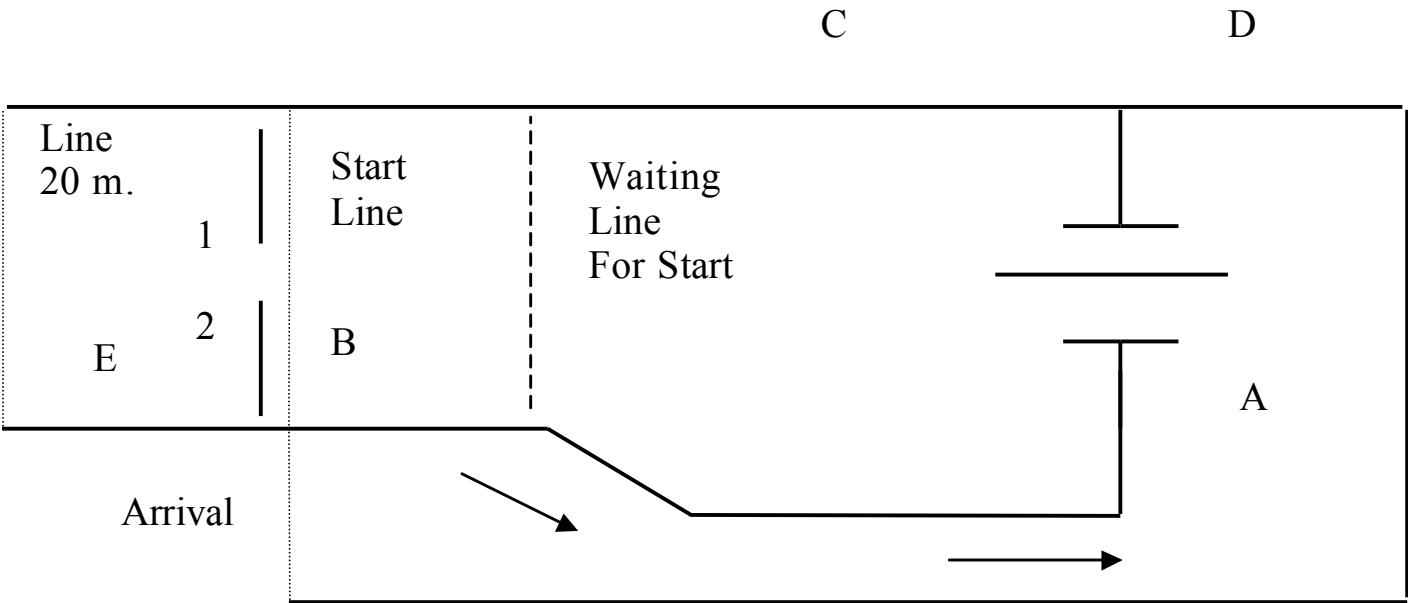 C
D
Line
20 m.
1
2
E
Start
Line
B
Waiting
Line
For Start
A
Arrival